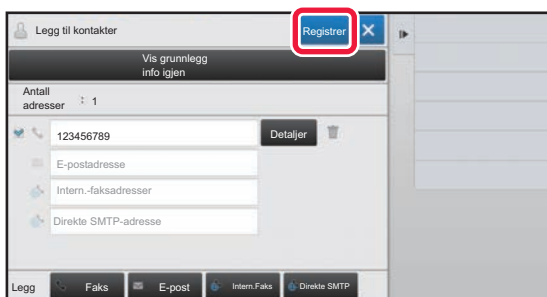 Legg til kontakter
Registrer
Vis grunnlegg
info igjen
Antall
adresser : 1
123456789
Detaljer
E-postadresse
Intern.-faksadresser
Direkte SMTP-adresse
Legg
Faks
E-post
Intern.Faks
Direkte SMTP